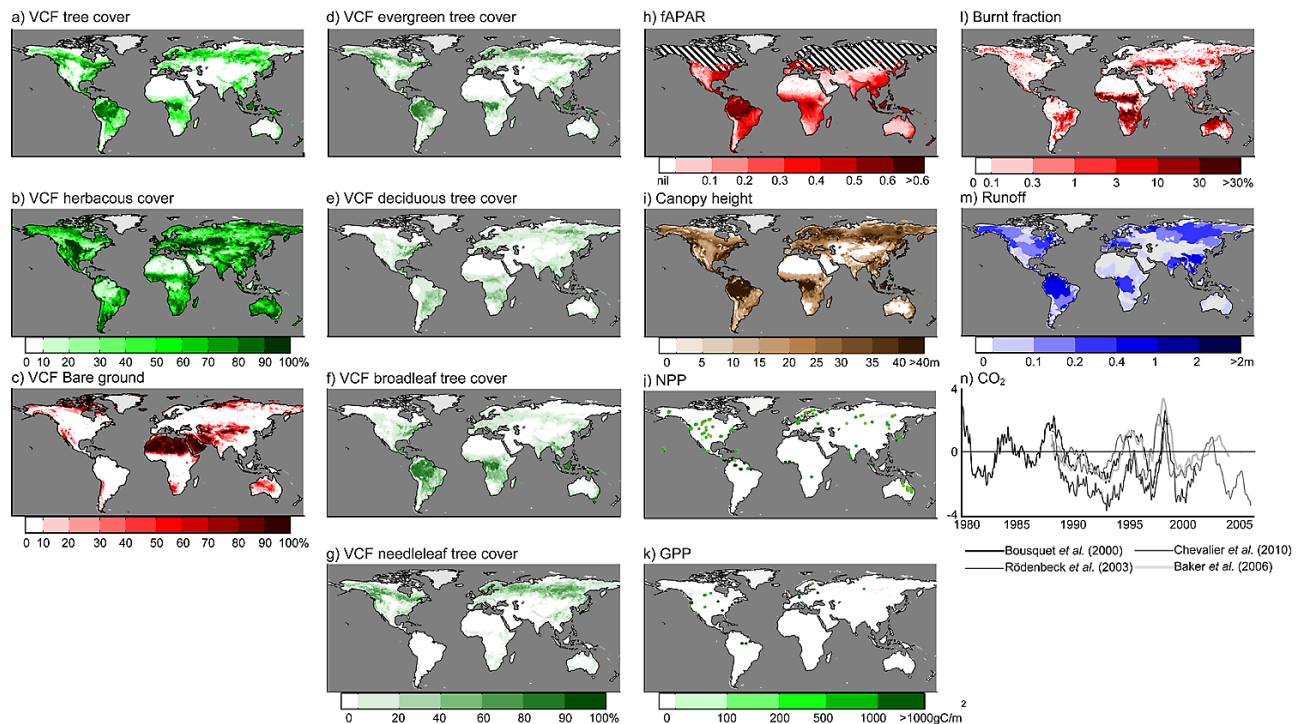 a) VCF tree cover
d) VCF evergreen tree cover
h) fAPAR
l) Burnt fraction
nil 0.1 0.2 0.3 0.4 0.5 0.6 >0.6
0 0.1 0.3 1 3 10 30 >30%
b) VCF herbacous cover
e) VCF deciduous tree cover
i) Canopy height
m) Runoff
0 10 20 30 40 50 60 70 80 90 100%
0 5 10 15 20 25 35 40 >40m
0 0.1 0.2 0.4 1 2 >2m
c) VCF Bare ground
f) VCF broadleaf tree cover
j) NPP
n) CO2
4
0
-4
1980 1985 1990 1995 2000 2005
0 10 20 30 40 50 60 70 80 90 100%
Bousquet et al. (2000)
Chevalier et al. (2010)
Rödenbeck et al. (2003)
Baker et al. (2006)
g) VCF needleleaf tree cover
k) GPP
0 20 40 60 80 90 100%
0 100 200 500 1000 >1000gC/m2